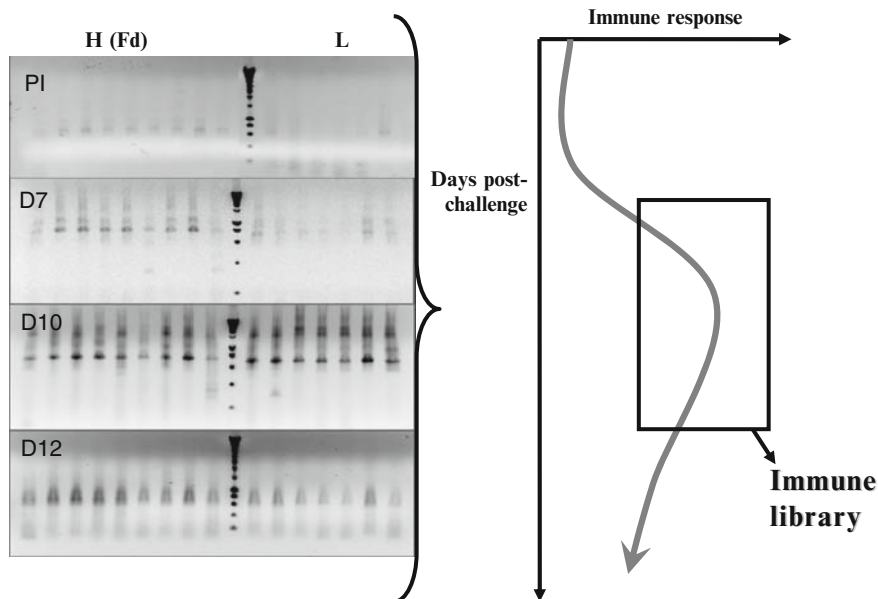 H (Fd)
L
PI
D7
D10
D12
Immune response
Days post-
challenge
Immune
library